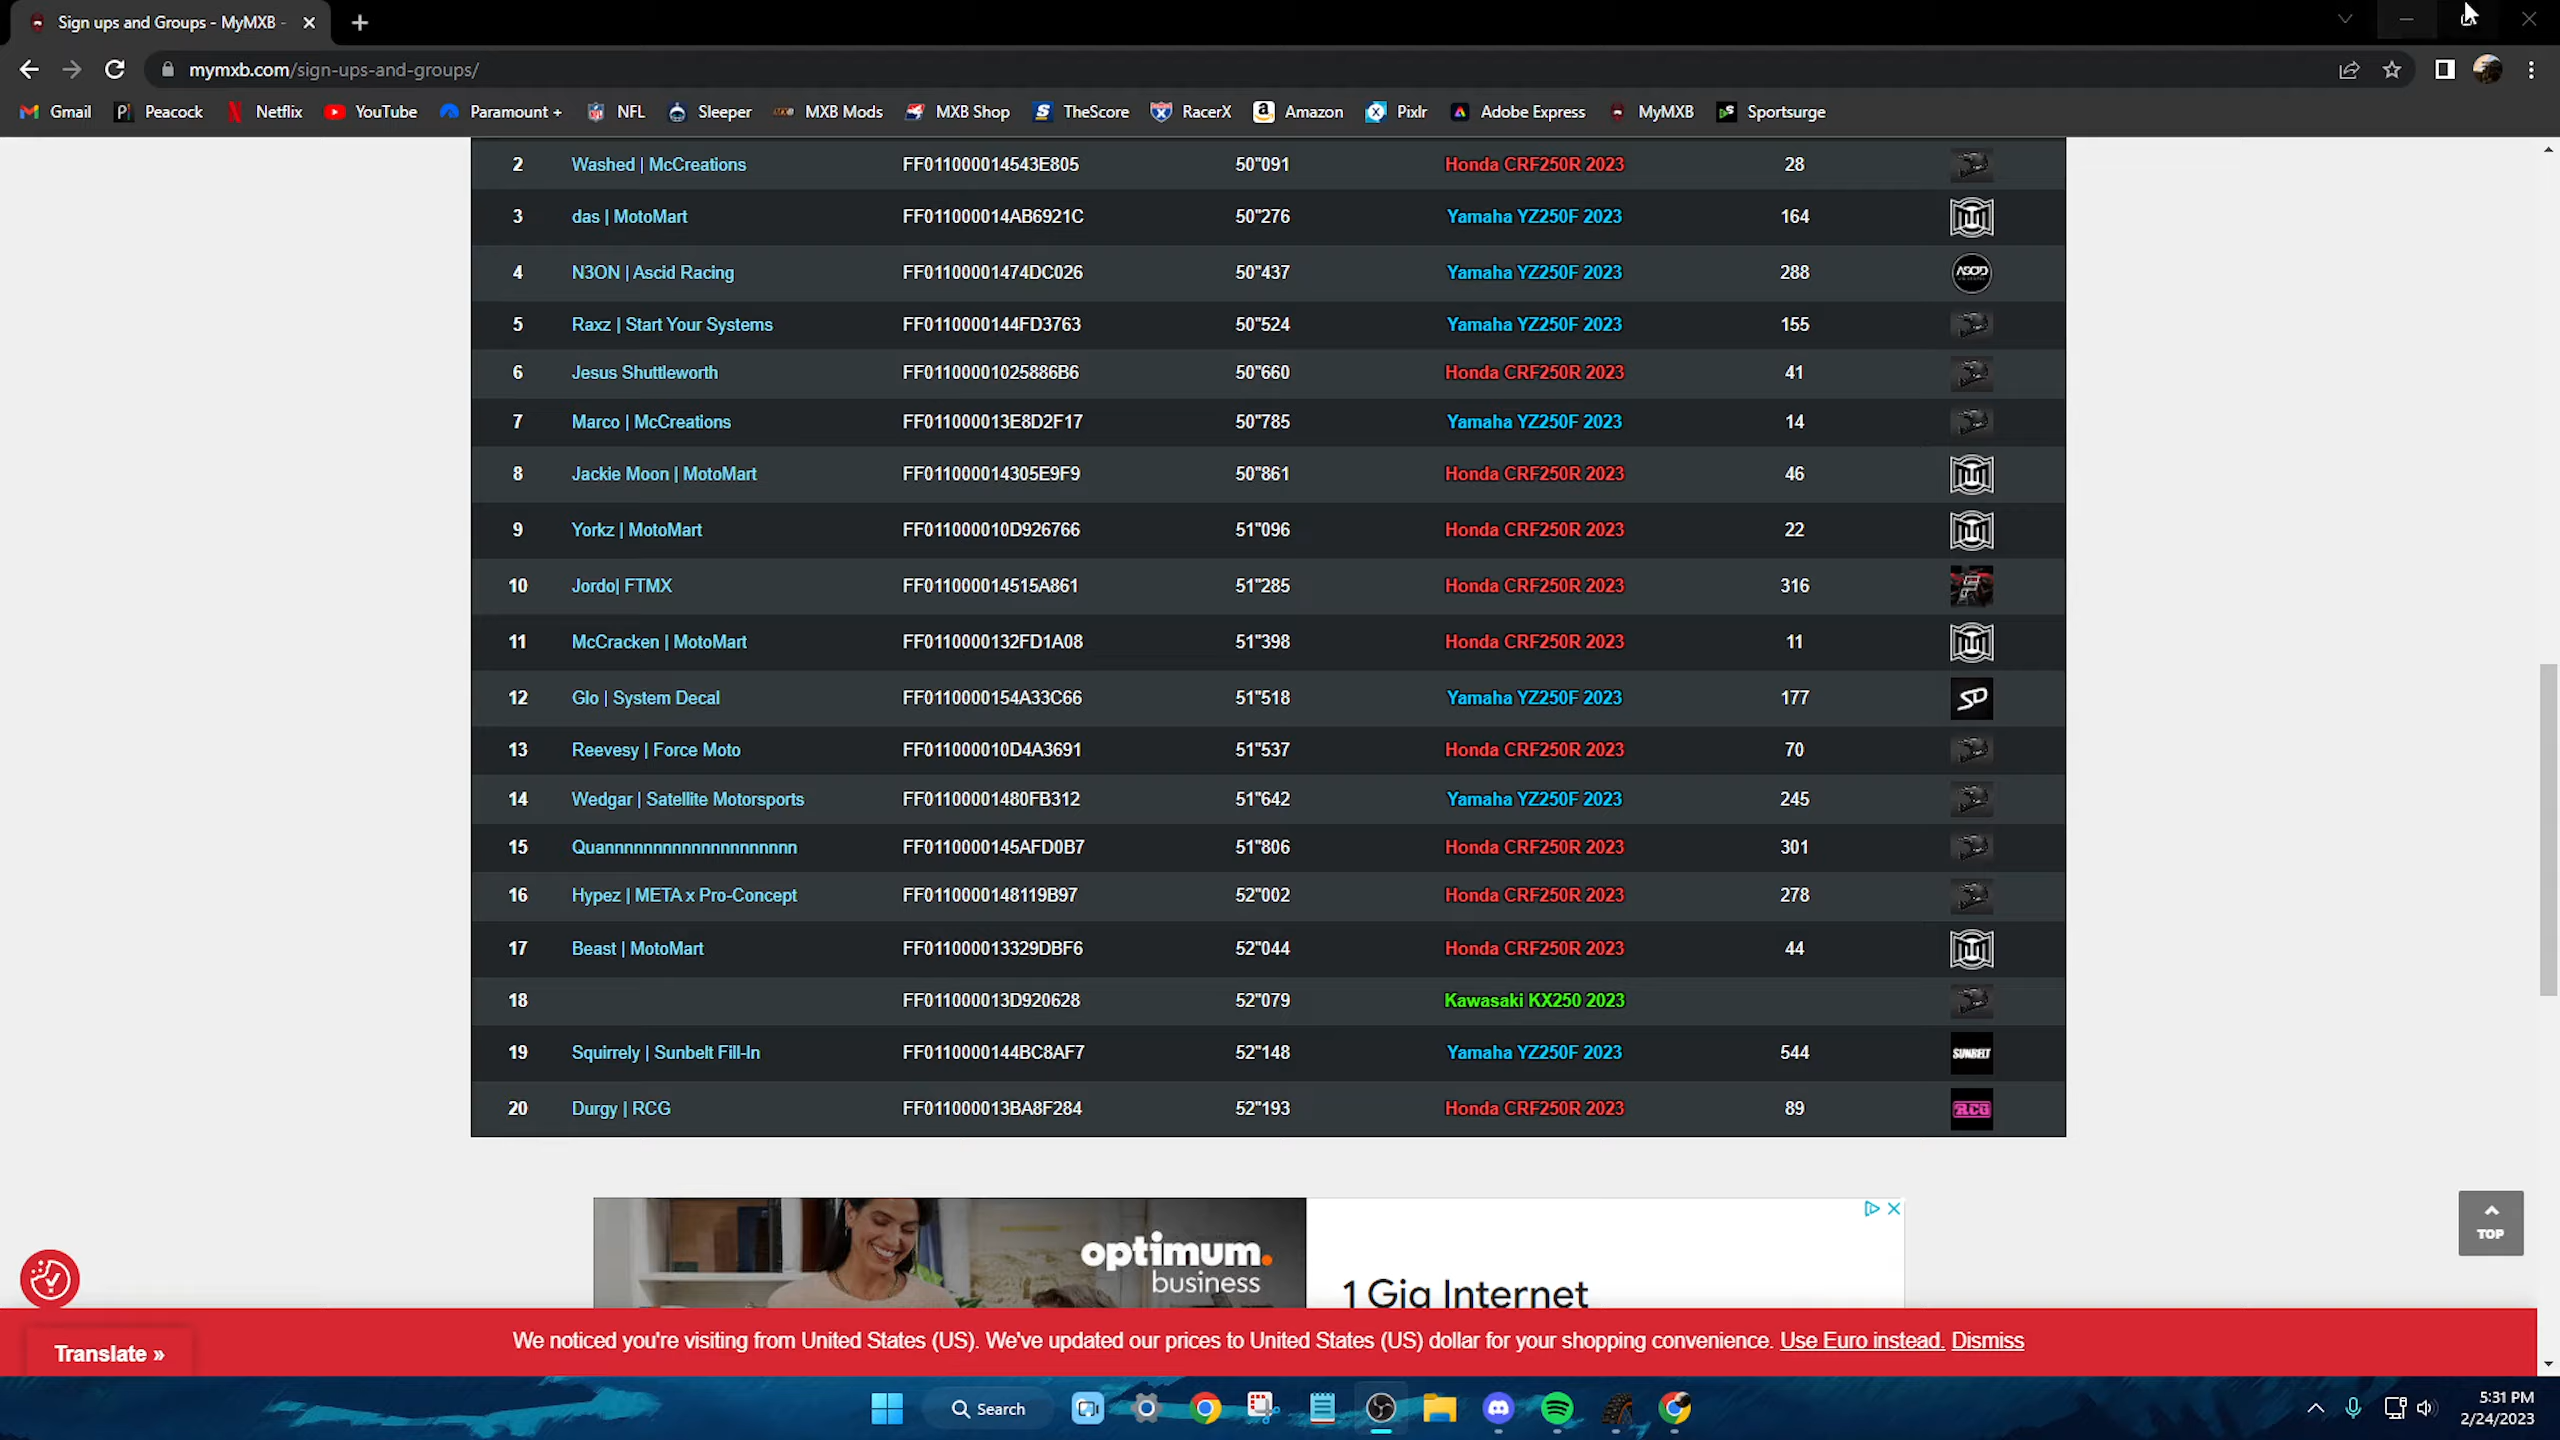 Sign ups and Groups - MyMXB -
mymxb.com/sign-ups-and-groups/
Gmail Peacock Netflix YouTube Paramount + NFL Sleeper MXB Mods MXB Shop TheScore RacerX Amazon Pixlr Adobe Express MyMXB Sportsurge
2 Washed | McCreations FF011000014543E805 50"091 Honda CRF250R 2023 28
3 das | MotoMart FF011000014AB6921C 50"276 Yamaha YZ250F 2023 164
4 N3ON | Ascid Racing FF01100001474DC026 50"437 Yamaha YZ250F 2023 288
5 Raxz | Start Your Systems FF0110000144FD3763 50"524 Yamaha YZ250F 2023 155
6 Jesus Shuttleworth FF01100001025886B6 50"660 Honda CRF250R 2023 41
7 Marco | McCreations FF011000013E8D2F17 50"785 Yamaha YZ250F 2023 14
8 Jackie Moon | MotoMart FF011000014305E9F9 50"861 Honda CRF250R 2023 46
9 Yorkz | MotoMart FF011000010D926766 51"096 Honda CRF250R 2023 22
10 Jordo| FTMX FF011000014515A861 51"285 Honda CRF250R 2023 316
11 McCracken | MotoMart FF0110000132FD1A08 51"398 Honda CRF250R 2023 11
12 Glo | System Decal FF0110000154A33C66 51"518 Yamaha YZ250F 2023 177 SD
13 Reevesy | Force Moto FF011000010D4A3691 51"537 Honda CRF250R 2023 70
14 Wedgar | Satellite Motorsports FF01100001480FB312 51"642 Yamaha YZ250F 2023 245
15 Quannnnnnnnnnnnnnnnnnnnn FF0110000145AFD0B7 51"806 Honda CRF250R 2023 301
16 Hypez | META x Pro-Concept FF0110000148119B97 52"002 Honda CRF250R 2023 278
17 Beast | MotoMart FF011000013329DBF6 52"044 Honda CRF250R 2023 44
18 FF011000013D920628 52"079 Kawasaki KX250 2023
19 Squirrely | Sunbelt Fill-In FF0110000144BC8AF7 52"148 Yamaha YZ250F 2023 544 SUNBELT
20 Durgy | RCG FF011000013BA8F284 52"193 Honda CRF250R 2023 89 RCG
TOP
optimum.
business
1 Gig Internet
We noticed you're visiting from United States (US). We've updated our prices to United States (US) dollar for your shopping convenience. Use Euro instead. Dismiss
Translate »
Search
5:31 PM
2/24/2023